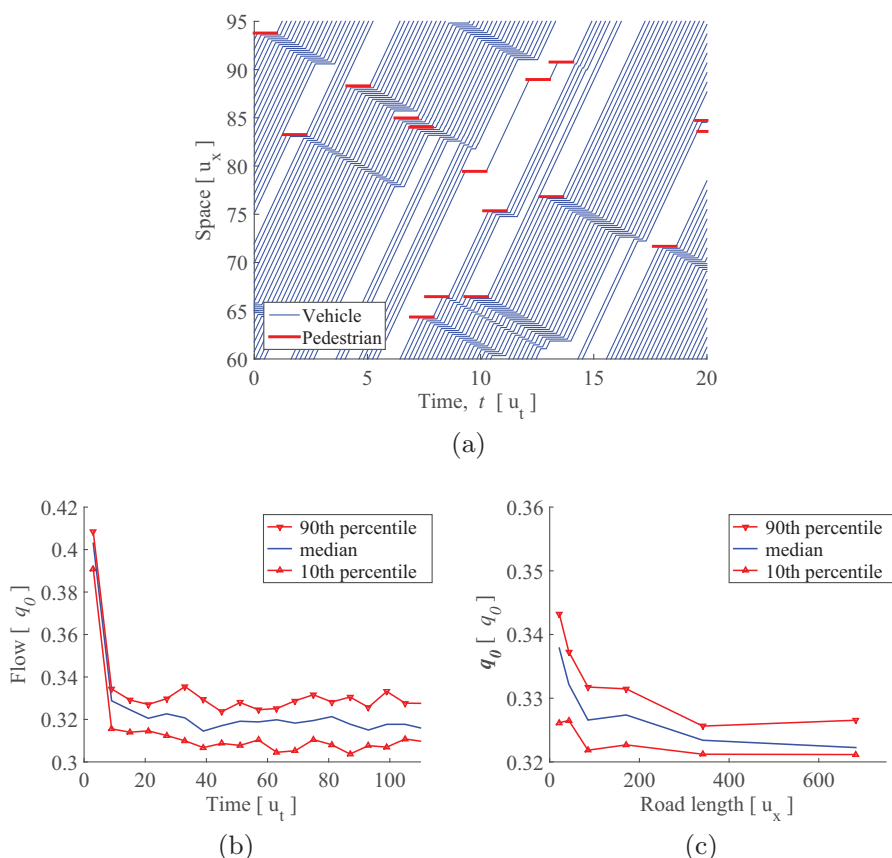 95
90
85
80
75
70
65
60
Space [ u_x ]
Vehicle
Pedestrian
0 5 10 15 20
Time, t [ u_t ]
(a)
0.42
0.4
0.38
0.36
0.34
0.32
0.3
Flow [ q_0 ]
90th percentile
median
10th percentile
0 20 40 60 80 100
Time [ u_t ]
(b)
0.36
0.35
0.34
0.33
0.32
q_0 [ q_0 ]
90th percentile
median
10th percentile
0 200 400 600
Road length [ u_x ]
(c)